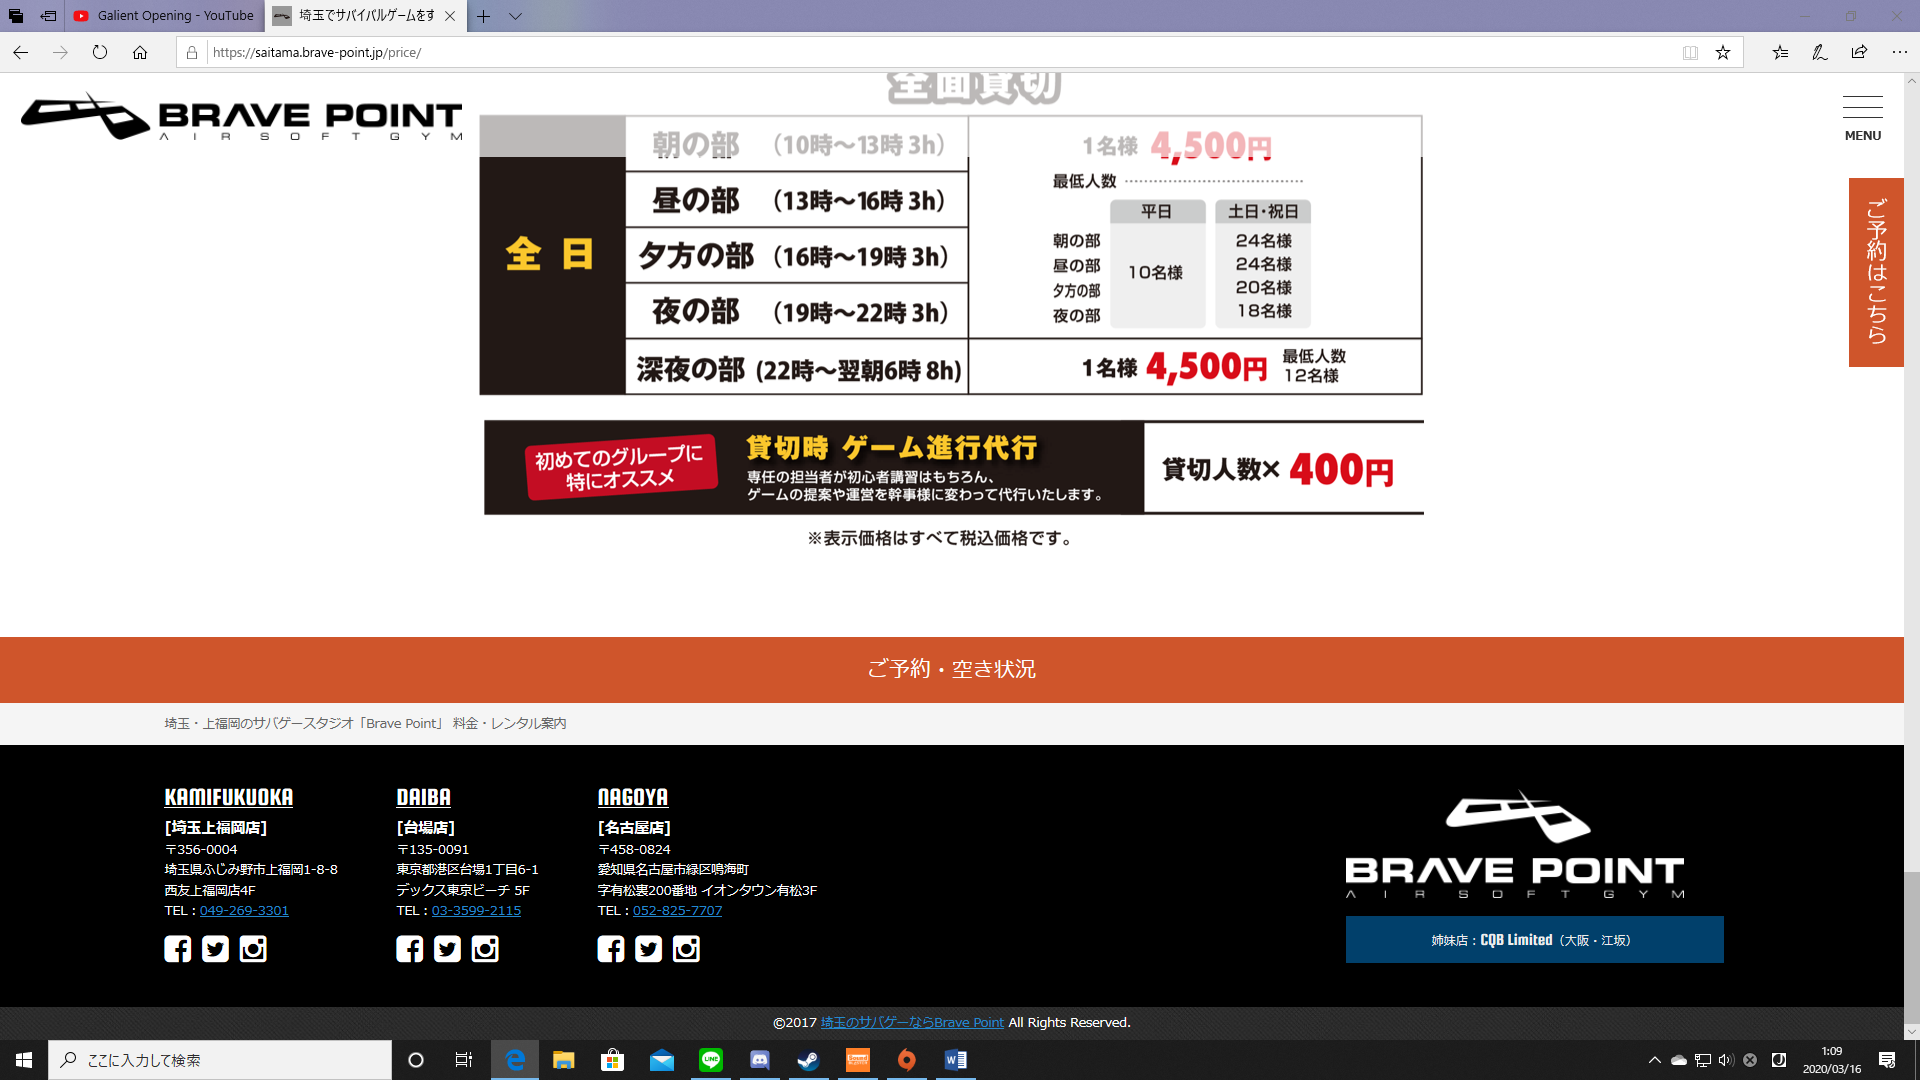 Galient Opening - YouTube
埼玉でサバイバルゲームをす
https://saitama.brave-point.jp/price/
BRAVE POINT
AIRSOFT GYM
MENU
ご予約はこちら
全面貸切
全日
朝の部 （10時～13時 3h）
1名様 4,500円
最低人数
平日 土日・祝日
昼の部 （13時～16時 3h）
夕方の部 （16時～19時 3h）
夜の部 （19時～22時 3h）
朝の部 24名様
昼の部 24名様
10名様
夕方の部 20名様
夜の部 18名様
深夜の部 (22時～翌朝6時 8h)
1名様 4,500円 最低人数
12名様
初めてのグループに
特にオススメ
貸切時 ゲーム進行代行
専任の担当者が初心者講習はもちろん、
ゲームの提案や運営を幹事様に変わって代行いたします。
貸切人数× 400円
※表示価格はすべて税込価格です。
ご予約・空き状況
埼玉・上福岡のサバゲースタジオ「Brave Point」 料金・レンタル案内
KAMIFUKUOKA
[埼玉上福岡店]
〒356-0004
埼玉県ふじみ野市上福岡1-8-8
西友上福岡店4F
TEL：049-269-3301
DAIBA
[台場店]
〒135-0091
東京都港区台場1丁目6-1
デックス東京ビーチ 5F
TEL：03-3599-2115
NAGOYA
[名古屋店]
〒458-0824
愛知県名古屋市緑区鳴海町
字有松裏200番地 イオンタウン有松3F
TEL：052-825-7707
BRAVE POINT
AIRSOFT GYM
姉妹店：CQB Limited（大阪・江坂）
©2017 埼玉のサバゲーならBrave Point All Rights Reserved.
ここに入力して検索
LINE
1:09
2020/03/16